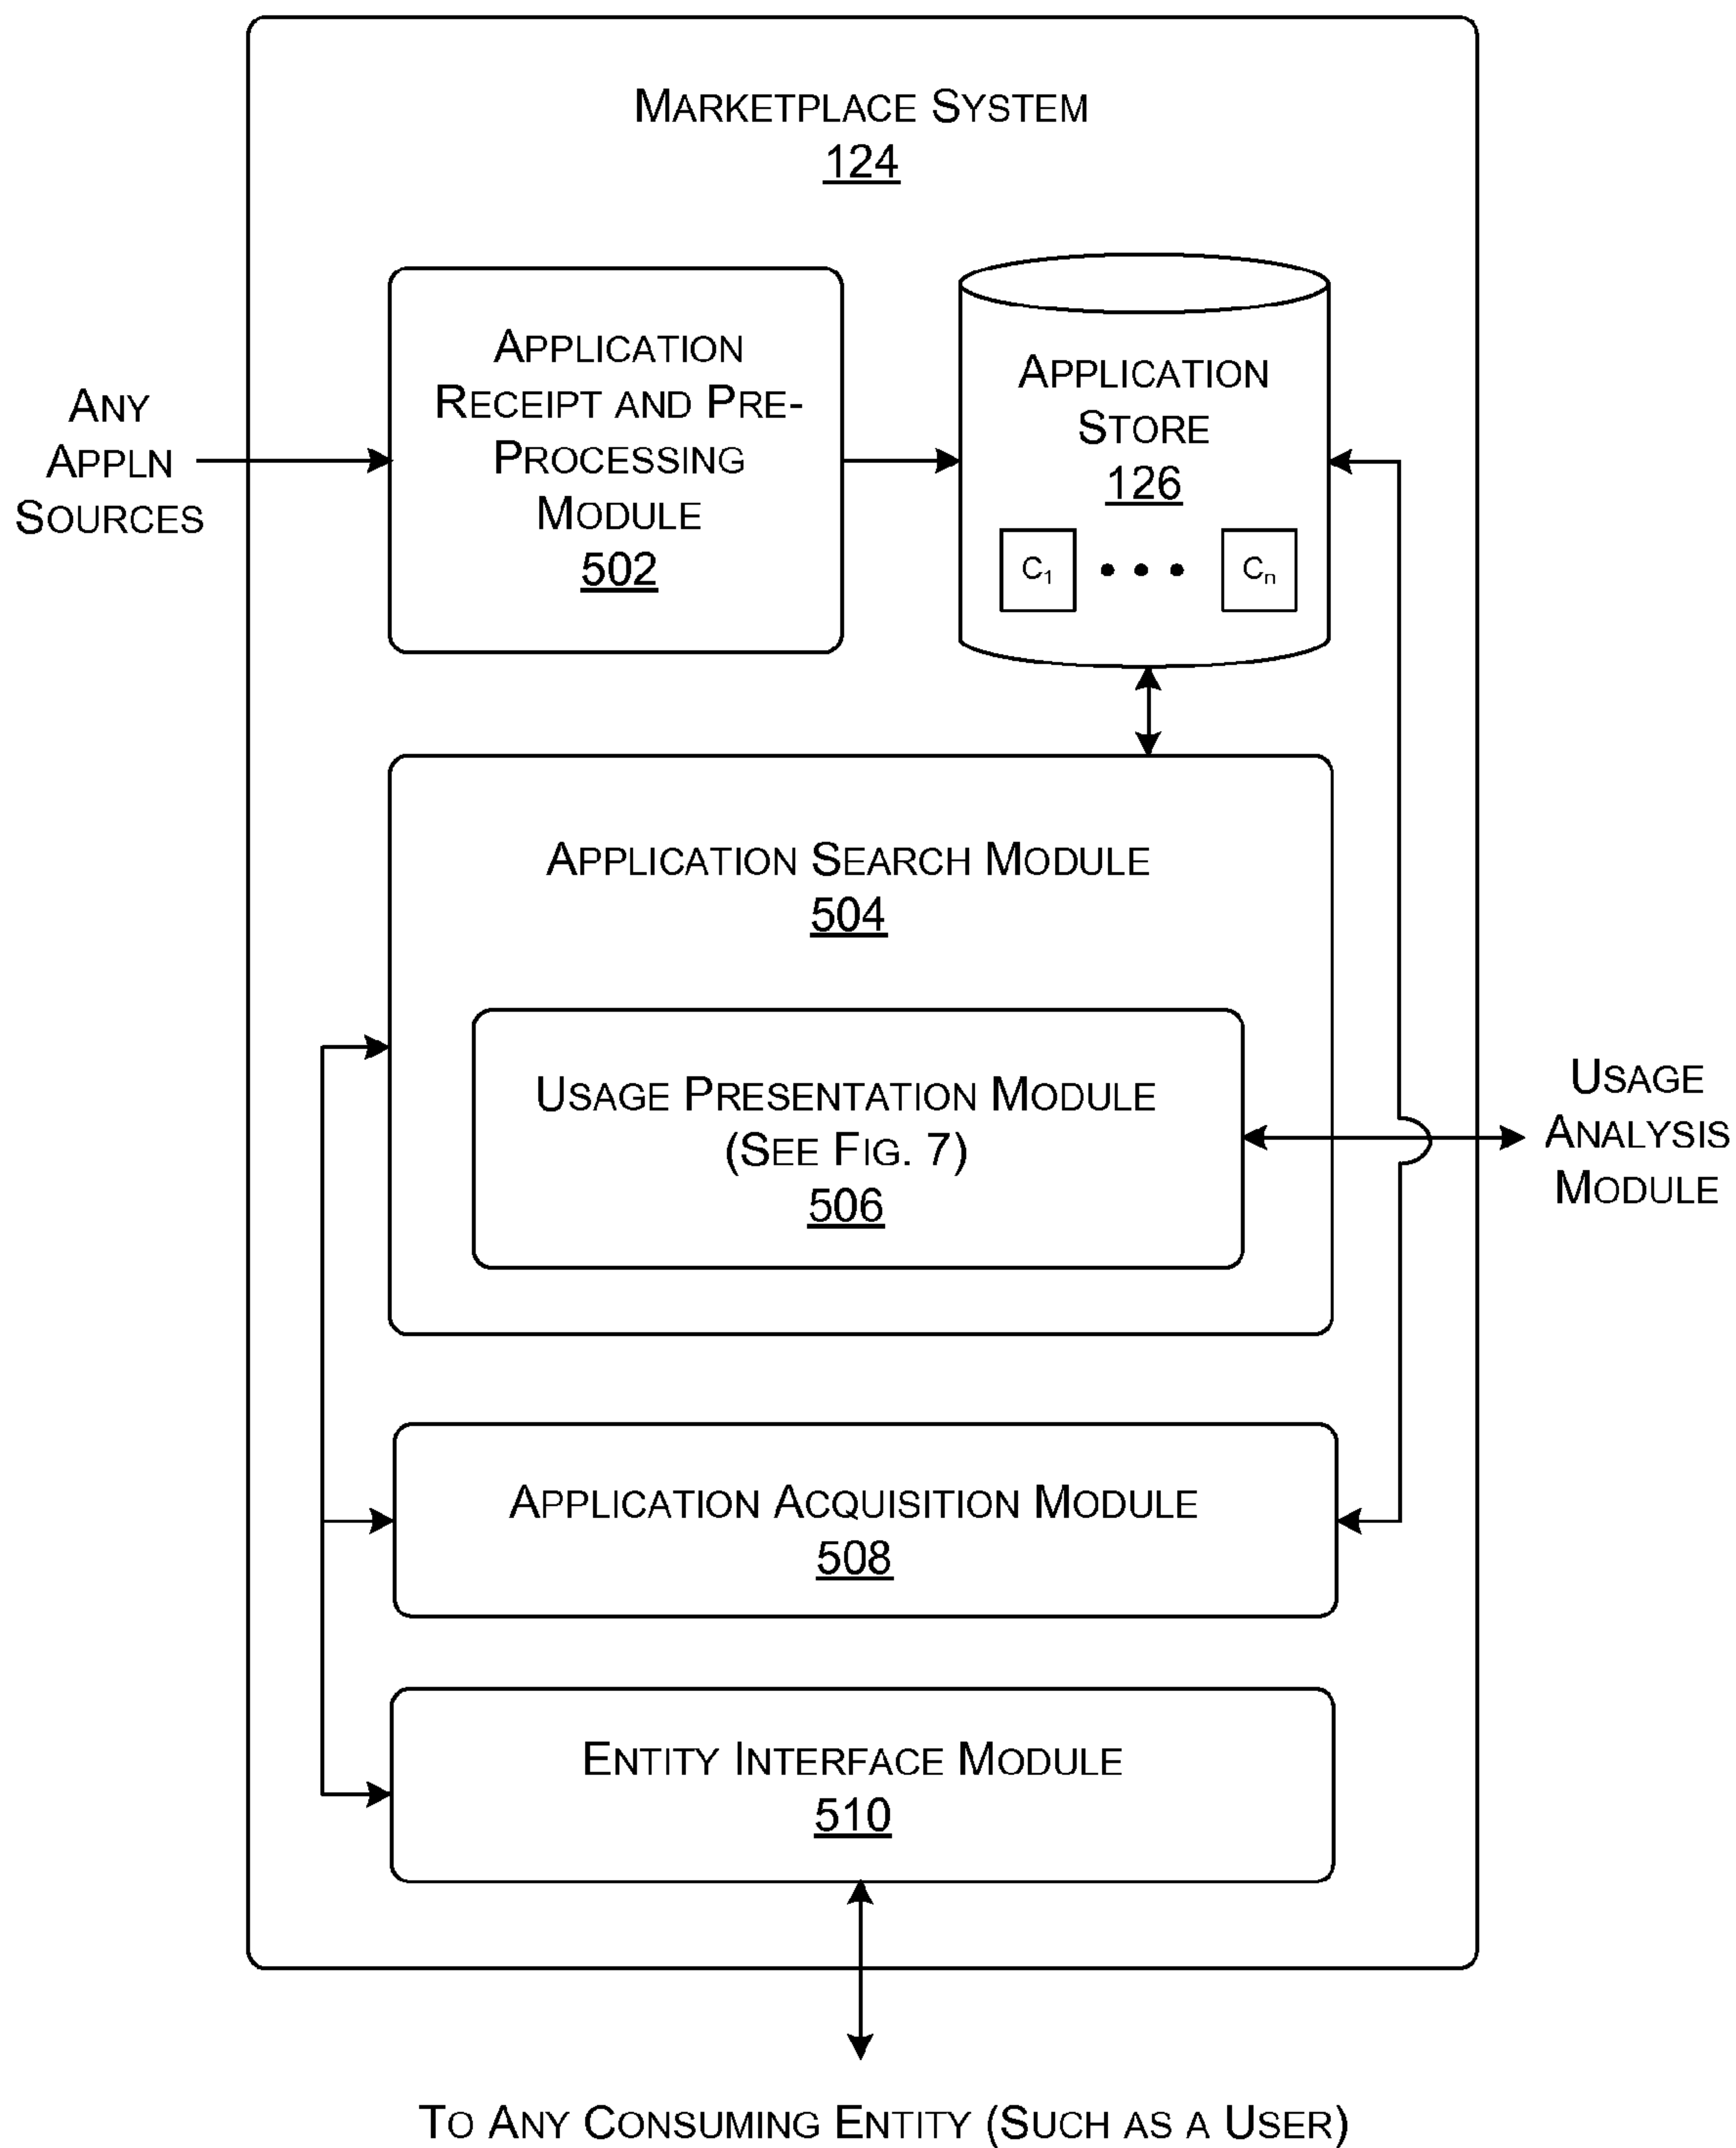 MARKETPLACE SYSTEM
124
ANY
APPLN
SOURCES
APPLICATION
RECEIPT AND PRE-
PROCESSING
MODULE
502
APPLICATION
STORE
126
C1 • • • Cn
APPLICATION SEARCH MODULE
504
USAGE PRESENTATION MODULE
(SEE FIG. 7)
506
USAGE
ANALYSIS
MODULE
APPLICATION ACQUISITION MODULE
508
ENTITY INTERFACE MODULE
510
TO ANY CONSUMING ENTITY (SUCH AS A USER)